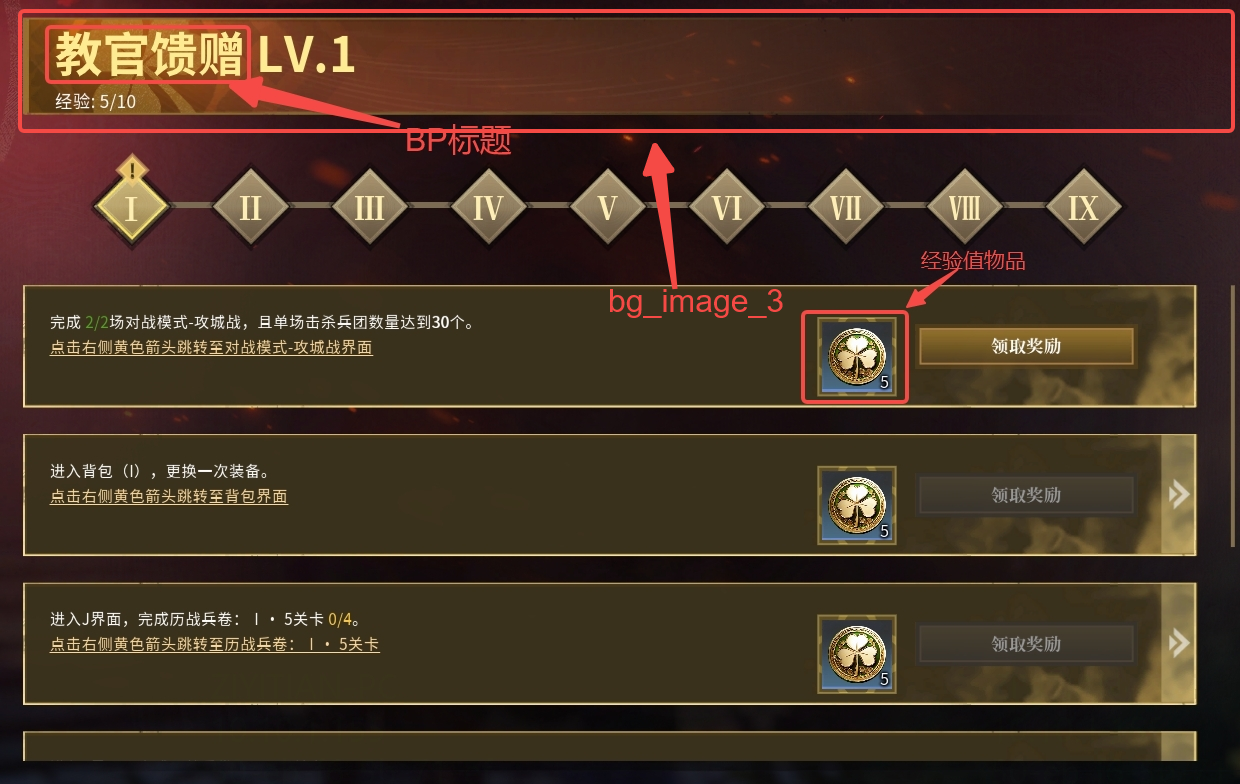 教官馈赠 LV.1
经验: 5/10
BP标题
!
I II III IV V VI VII VIII IX
经验值物品
bg_image_3
完成 2/2场对战模式-攻城战，且单场击杀兵团数量达到30个。
点击右侧黄色箭头跳转至对战模式-攻城战界面
5
领取奖励
进入背包（I），更换一次装备。
点击右侧黄色箭头跳转至背包界面
5
领取奖励
进入J界面，完成历战兵卷：Ⅰ · 5关卡 0/4。
点击右侧黄色箭头跳转至历战兵卷：Ⅰ · 5关卡
5
领取奖励